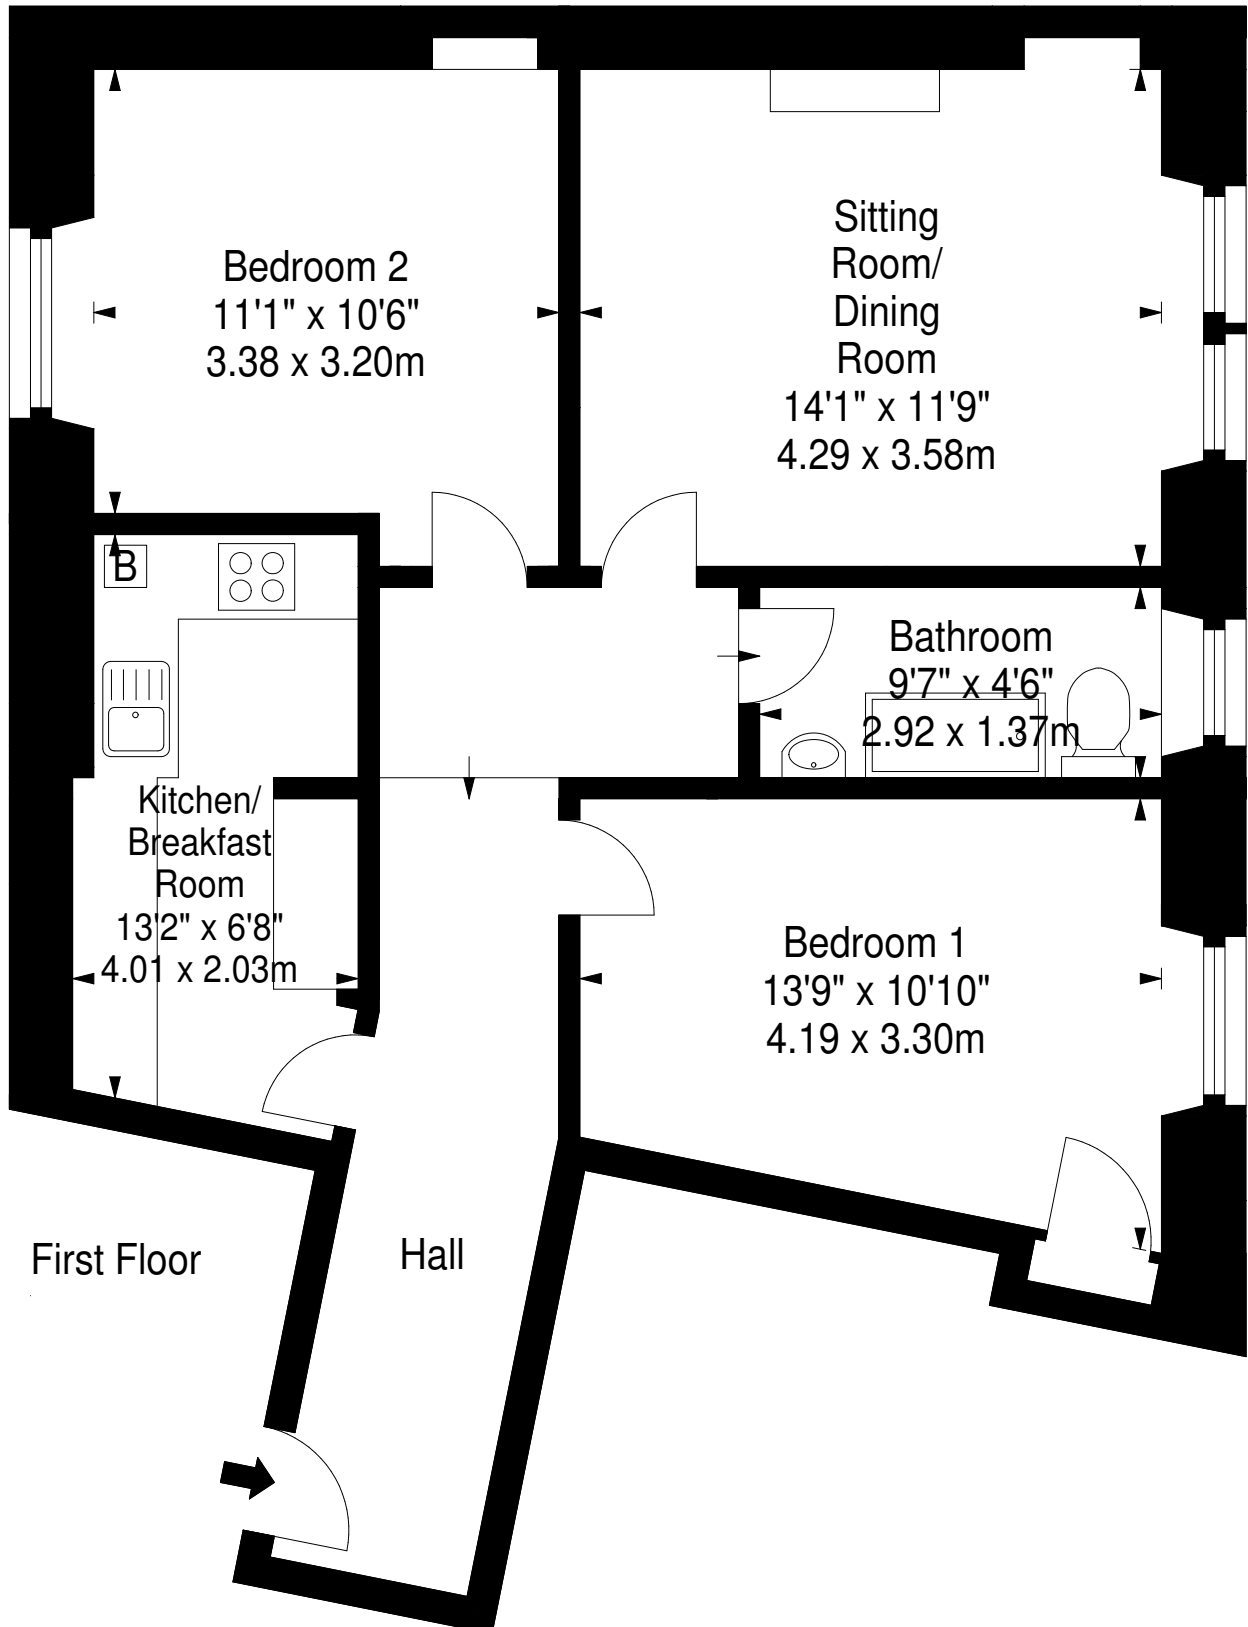 Bedroom 2
11'1" x 10'6"
3.38 x 3.20m
Sitting
Room/
Dining
Room
14'1" x 11'9"
4.29 x 3.58m
B
Bathroom
9'7" x 4'6"
2.92 x 1.37m
Kitchen/
Breakfast
Room
13'2" x 6'8"
4.01 x 2.03m
Bedroom 1
13'9" x 10'10"
4.19 x 3.30m
First Floor
Hall